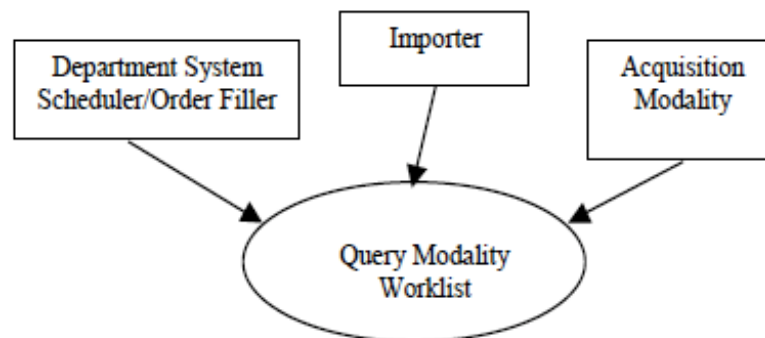 Importer
Department System
Scheduler/Order Filler
Acquisition
Modality
Query Modality
Worklist